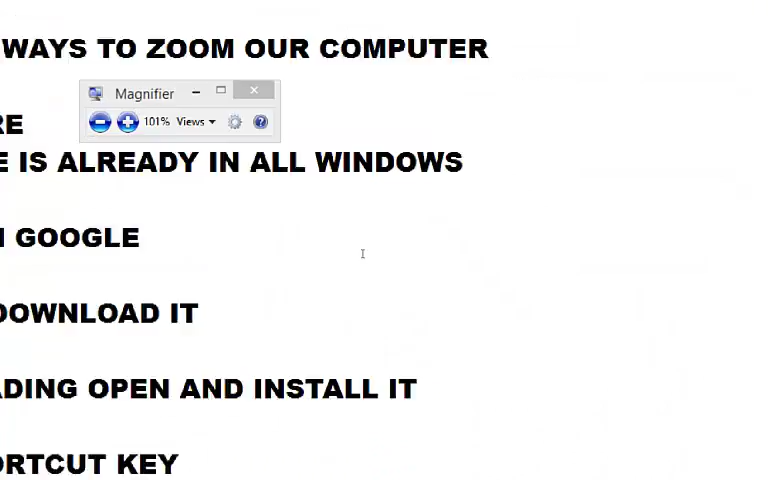 WAYS TO ZOOM OUR COMPUTER
Magnifier
101% Views
RE
E IS ALREADY IN ALL WINDOWS
GOOGLE
DOWNLOAD IT
ADING OPEN AND INSTALL IT
ORTCUT KEY